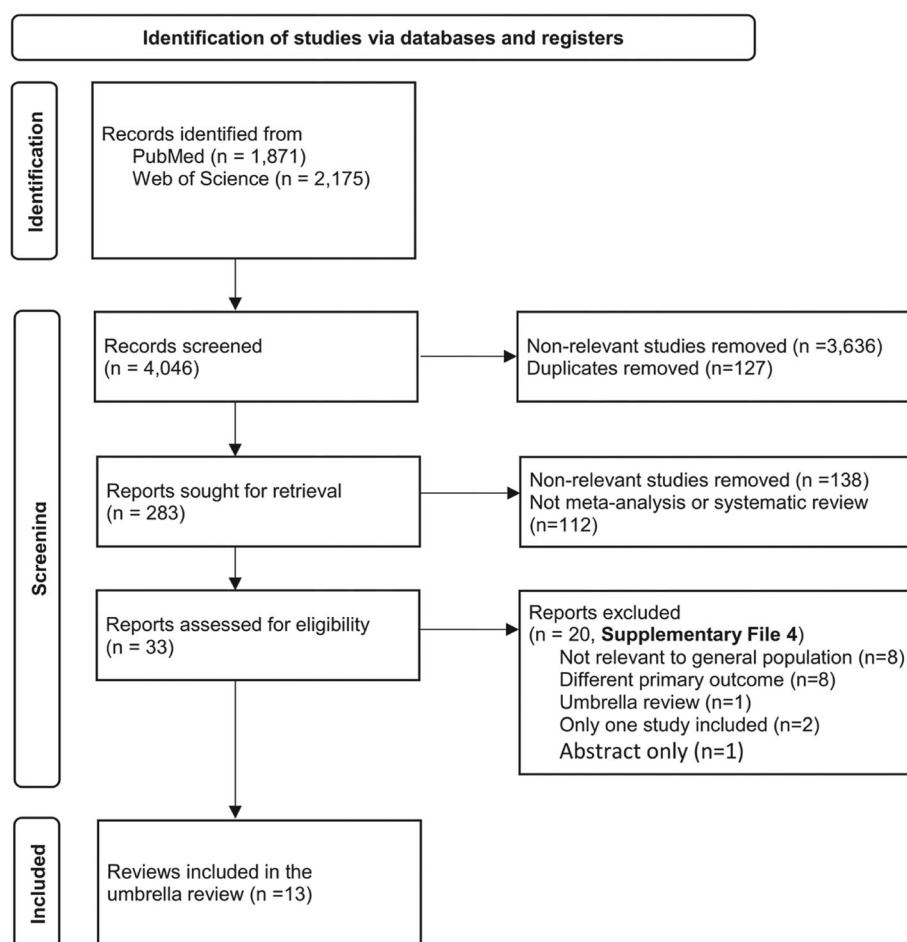 Identification of studies via databases and registers
Identification
Records identified from
PubMed (n = 1,871)
Web of Science (n = 2,175)
Screening
Records screened
(n = 4,046)
Non-relevant studies removed (n =3,636)
Duplicates removed (n=127)
Reports sought for retrieval
(n = 283)
Non-relevant studies removed (n =138)
Not meta-analysis or systematic review
(n=112)
Reports assessed for eligibility
(n = 33)
Reports excluded
(n = 20, Supplementary File 4)
Not relevant to general population (n=8)
Different primary outcome (n=8)
Umbrella review (n=1)
Only one study included (n=2)
Abstract only (n=1)
Included
Reviews included in the
umbrella review (n =13)